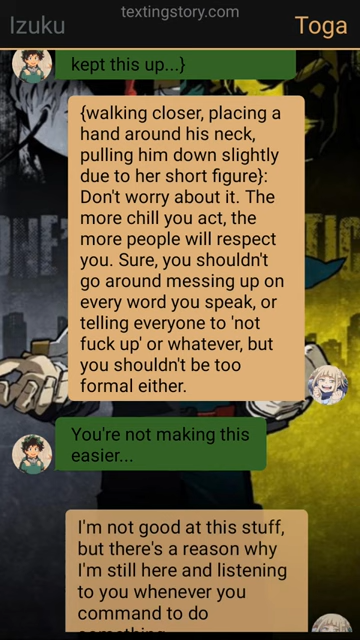 textingstory.com
Izuku
Toga
kept this up...}
{walking closer, placing a
hand around his neck,
pulling him down slightly
due to her short figure}:
Don't worry about it. The
more chill you act, the
more people will respect
you. Sure, you shouldn't
go around messing up on
every word you speak, or
telling everyone to 'not
fuck up' or whatever, but
you shouldn't be too
formal either.
You're not making this
easier...
I'm not good at this stuff,
but there's a reason why
I'm still here and listening
to you whenever you
command to do